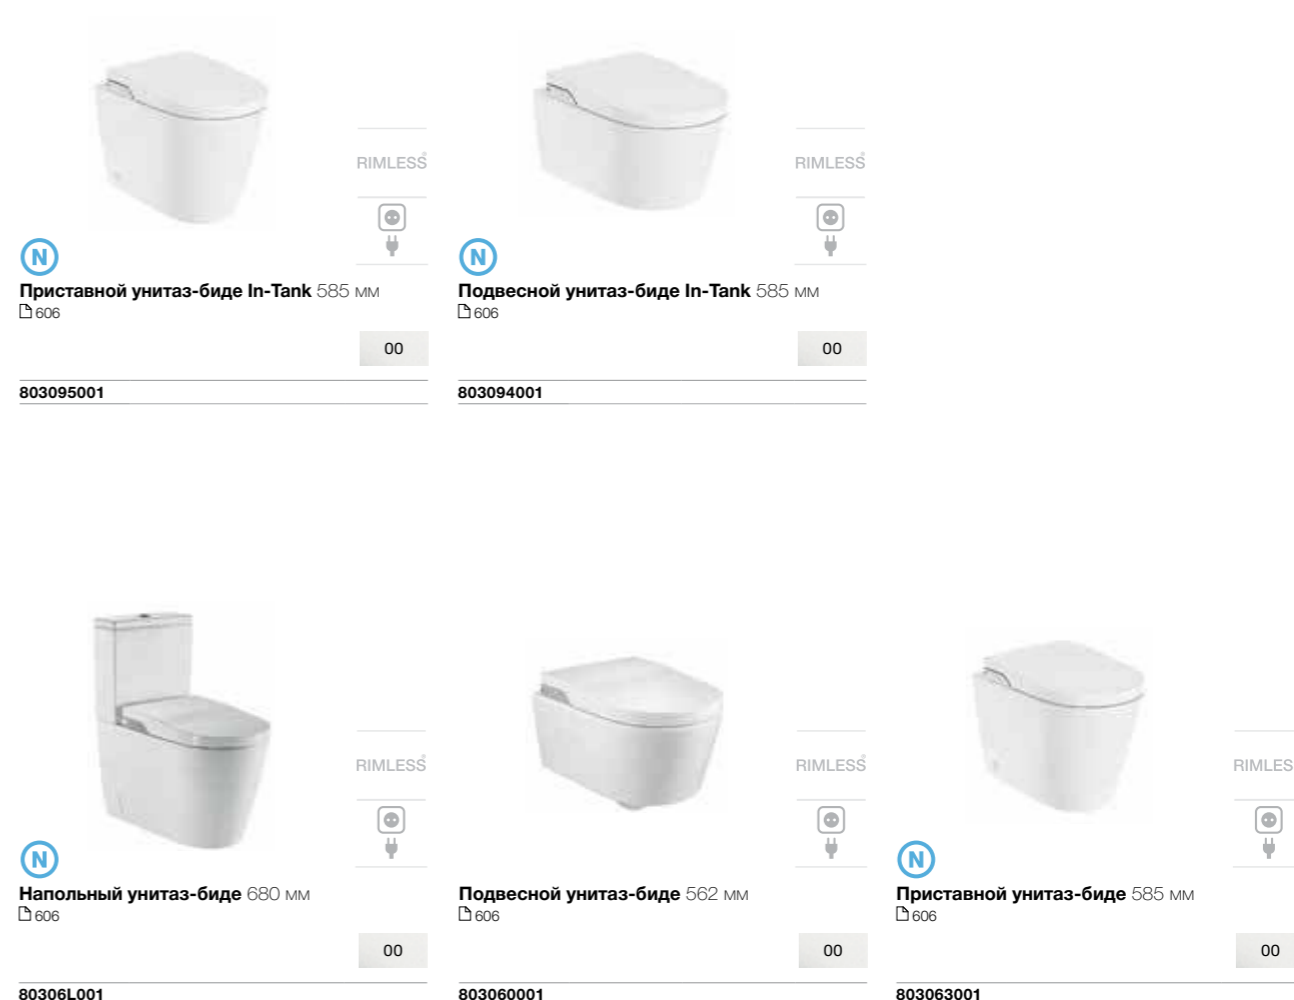 RIMLESS®
RIMLESS®
N
N
Приставной унитаз-биде In-Tank 585 мм
606
Подвесной унитаз-биде In-Tank 585 мм
606
00
00
803095001
803094001
RIMLESS®
RIMLESS®
RIMLES
N
N
Напольный унитаз-биде 680 мм
606
Подвесной унитаз-биде 562 мм
606
Приставной унитаз-биде 585 мм
606
00
00
00
80306L001
803060001
803063001